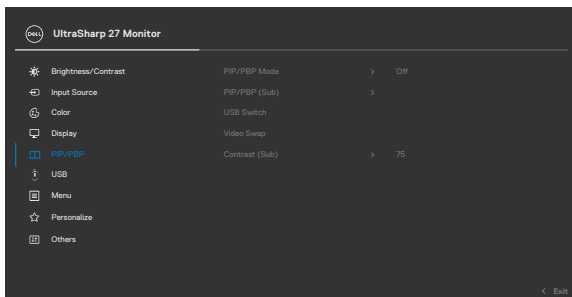 DELL UltraSharp 27 Monitor
Brightness/Contrast PIP/PBP Mode > Off
Input Source PIP/PBP (Sub) >
Color USB Switch
Display Video Swap
PIP/PBP Contrast (Sub) > 75
USB
Menu
Personalize
Others
< Exit